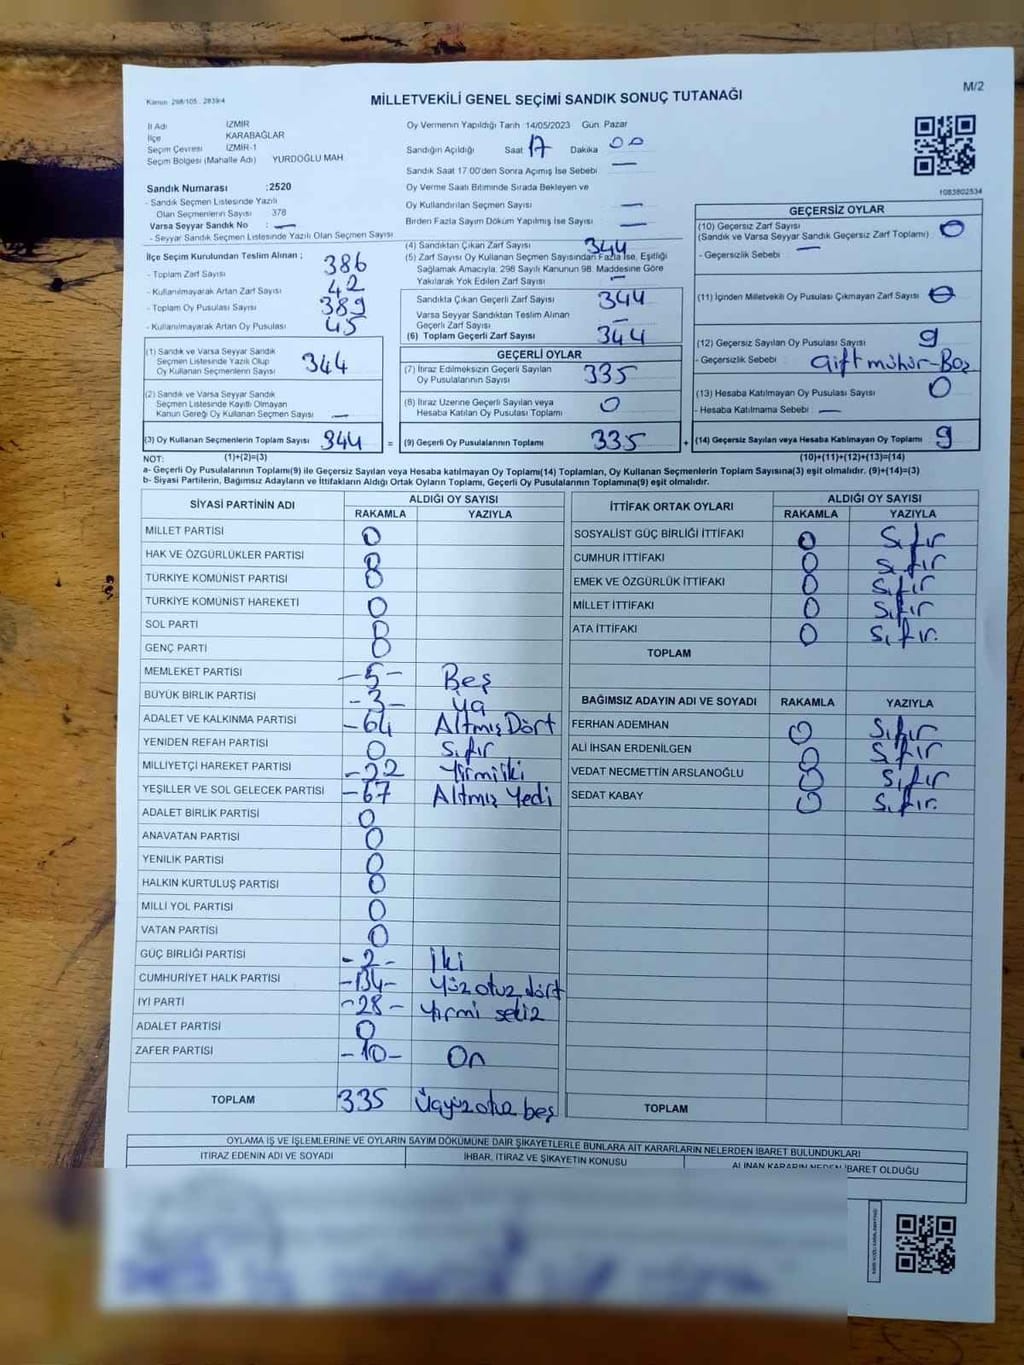 M/2
Kanun: 298/105, 2839/4
MİLLETVEKİLİ GENEL SEÇİMİ SANDIK SONUÇ TUTANAĞI
İl Adı İZMİR
İlçe KARABAĞLAR
Seçim Çevresi İZMİR-1
Seçim Bölgesi (Mahalle Adı) YURDOĞLU MAH.
Sandık Numarası :2520
- Sandık Seçmen Listesinde Yazılı
Olan Seçmenlerin Sayısı 378
Varsa Seyyar Sandık No : —
- Seyyar Sandık Seçmen Listesinde Yazılı Olan Seçmen Sayısı
İlçe Seçim Kurulundan Teslim Alınan ;
- Toplam Zarf Sayısı 386
- Kullanılmayarak Artan Zarf Sayısı 42
- Toplam Oy Pusulası Sayısı 389
- Kullanılmayarak Artan Oy Pusulası 45
Oy Vermenin Yapıldığı Tarih 14/05/2023 Gün: Pazar
Sandığın Açıldığı Saat 17 Dakika 00
Sandık Saat 17.00'den Sonra Açımış İse Sebebi —
Oy Verme Saati Bitiminde Sırada Bekleyen ve
Oy Kullandırılan Seçmen Sayısı —
Birden Fazla Sayım Döküm Yapılmış İse Sayısı —
(4) Sandıktan Çıkan Zarf Sayısı 344
(5) Zarf Sayısı Oy Kullanan Seçmen Sayısından Fazla İse, Eşitliği
Sağlamak Amacıyla, 298 Sayılı Kanunun 98. Maddesine Göre
Yakılarak Yok Edilen Zarf Sayısı —
Sandıkta Çıkan Geçerli Zarf Sayısı 344
Varsa Seyyar Sandıktan Teslim Alınan
Geçerli Zarf Sayısı —
(6) Toplam Geçerli Zarf Sayısı 344
1083802534
GEÇERSİZ OYLAR
(10) Geçersiz Zarf Sayısı 0
(Sandık ve Varsa Seyyar Sandık Geçersiz Zarf Toplamı)
- Geçersizlik Sebebi : —
(11) İçinden Milletvekili Oy Pusulası Çıkmayan Zarf Sayısı 0
(12) Geçersiz Sayılan Oy Pusulası Sayısı 9
- Geçersizlik Sebebi : Çift mühür-Boş
(13) Hesaba Katılmayan Oy Pusulası Sayısı 0
- Hesaba Katılmama Sebebi : —
(14) Geçersiz Sayılan veya Hesaba Katılmayan Oy Toplamı 9
(10)+(11)+(12)+(13)=(14)
(1) Sandık ve Varsa Seyyar Sandık
Seçmen Listesinde Yazılı Olup
Oy Kullanan Seçmenlerin Sayısı 344
(2) Sandık ve Varsa Seyyar Sandık
Seçmen Listesinde Kayıtlı Olmayan
Kanun Gereği Oy Kullanan Seçmen Sayısı —
(3) Oy Kullanan Seçmenlerin Toplam Sayısı 344 =
(1)+(2)=(3)
GEÇERLİ OYLAR
(7) İtiraz Edilmeksizin Geçerli Sayılan
Oy Pusulalarının Sayısı 335
(8) İtiraz Üzerine Geçerli Sayılan veya
Hesaba Katılan Oy Pusulası Toplamı 0
(9) Geçerli Oy Pusulalarının Toplamı 335 +
NOT:
a- Geçerli Oy Pusulalarının Toplamı(9) ile Geçersiz Sayılan veya Hesaba katılmayan Oy Toplamı(14) Toplamları, Oy Kullanan Seçmenlerin Toplam Sayısına(3) eşit olmalıdır. (9)+(14)=(3)
b- Siyasi Partilerin, Bağımsız Adayların ve İttifakların Aldığı Ortak Oyların Toplamı, Geçerli Oy Pusulalarının Toplamına(9) eşit olmalıdır.
SİYASİ PARTİNİN ADI ALDIĞI OY SAYISI
RAKAMLA YAZIYLA
MİLLET PARTİSİ 0
HAK VE ÖZGÜRLÜKLER PARTİSİ 0
TÜRKİYE KOMÜNİST PARTİSİ 0
TÜRKİYE KOMÜNİST HAREKETİ 0
SOL PARTİ 0
GENÇ PARTİ 0
MEMLEKET PARTİSİ -5- Beş
BÜYÜK BİRLİK PARTİSİ -3- Üç
ADALET VE KALKINMA PARTİSİ -64 Altmış Dört
YENİDEN REFAH PARTİSİ 0 Sıfır
MİLLİYETÇİ HAREKET PARTİSİ -22 Yirmi iki
YEŞİLLER VE SOL GELECEK PARTİSİ -67 Altmış Yedi
ADALET BİRLİK PARTİSİ 0
ANAVATAN PARTİSİ 0
YENİLİK PARTİSİ 0
HALKIN KURTULUŞ PARTİSİ 0
MİLLİ YOL PARTİSİ 0
VATAN PARTİSİ 0
GÜÇ BİRLİĞİ PARTİSİ -2- İki
CUMHURİYET HALK PARTİSİ -134- Yüz otuz dört
İYİ PARTİ -28- Yirmi sekiz
ADALET PARTİSİ 0
ZAFER PARTİSİ -10- On
TOPLAM 335 Üçyüzotuz beş
İTTİFAK ORTAK OYLARI ALDIĞI OY SAYISI
RAKAMLA YAZIYLA
SOSYALİST GÜÇ BİRLİĞİ İTTİFAKI 0 Sıfır
CUMHUR İTTİFAKI 0 Sıfır
EMEK VE ÖZGÜRLÜK İTTİFAKI 0 Sıfır
MİLLET İTTİFAKI 0 Sıfır
ATA İTTİFAKI 0 Sıfır.
TOPLAM
BAĞIMSIZ ADAYIN ADI VE SOYADI RAKAMLA YAZIYLA
FERHAN ADEMHAN 0 Sıfır
ALİ İHSAN ERDENİLGEN 0 Sıfır
VEDAT NECMETTİN ARSLANOĞLU 0 Sıfır
SEDAT KABAY 0 Sıfır.
TOPLAM
OYLAMA İŞ VE İŞLEMLERİNE VE OYLARIN SAYIM DÖKÜMÜNE DAİR ŞİKAYETLERLE BUNLARA AİT KARARLARIN NELERDEN İBARET BULUNDUKLARI
İTİRAZ EDENİN ADI VE SOYADI İHBAR, İTİRAZ VE ŞİKAYETİN KONUSU ALINAN KARARIN NEDEN İBARET OLDUĞU